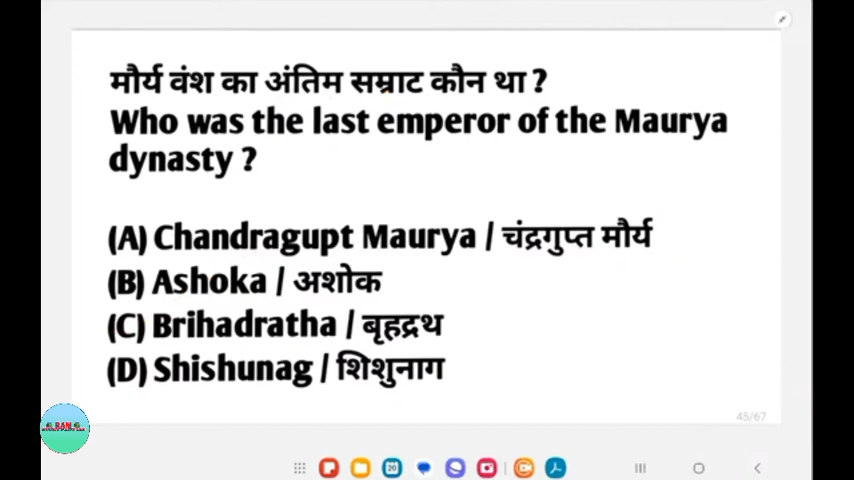 मौर्य वंश का अंतिम सम्राट कौन था ?
Who was the last emperor of the Maurya
dynasty ?
(A) Chandragupt Maurya / चंद्रगुप्त मौर्य
(B) Ashoka / अशोक
(C) Brihadratha / बृहद्रथ
(D) Shishunag / शिशुनाग
45/67
20